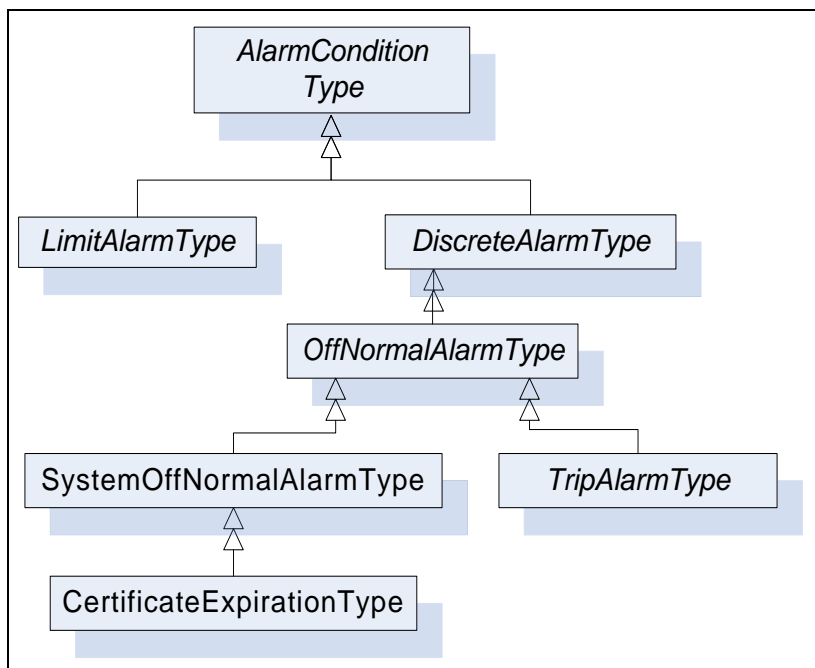 AlarmCondition
Type
LimitAlarmType
DiscreteAlarmType
OffNormalAlarmType
SystemOffNormalAlarmType
TripAlarmType
CertificateExpirationType